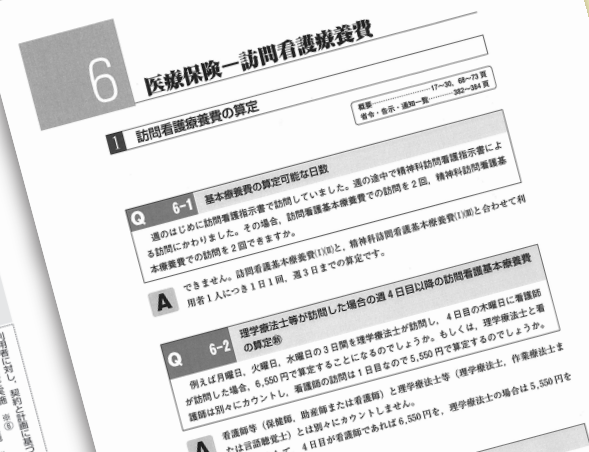 6
医療保険―訪問看護療養費
1 訪問看護療養費の算定
概要……17～30，68～73 頁
省令・告示・通知一覧……382～384 頁
Q 6-1 基本療養費の算定可能な日数
週のはじめに訪問看護指示書で訪問していました。週の途中で精神科訪問看護指示書によ
る訪問にかわりました。その場合，訪問看護基本療養費での訪問を２回，精神科訪問看護基
本療養費での訪問を２回できますか。
A できません。訪問看護基本療養費(Ⅰ)(Ⅱ)と，精神科訪問看護基本療養費(Ⅰ)(Ⅲ)と合わせて利
用者１人につき１日１回，週３日までの算定です。
Q 6-2 理学療法士等が訪問した場合の週４日目以降の訪問看護基本療養費
の算定
例えば月曜日，火曜日，水曜日の３日間を理学療法士が訪問し，４日目の木曜日に看護師
が訪問した場合，6,550 円で算定することになるのでしょうか。もしくは，理学療法士と看
護師は別々にカウントし，看護師の訪問は１日目なので 5,550 円で算定するのでしょうか。
A 看護師等（保健師，助産師または看護師）と理学療法士等（理学療法士，作業療法士ま
たは言語聴覚士）とは別々にカウントしません。
４日目が看護師であれば 6,550 円を，理学療法士の場合は 5,550 円を
利用者に対し，契約と計画に基づ